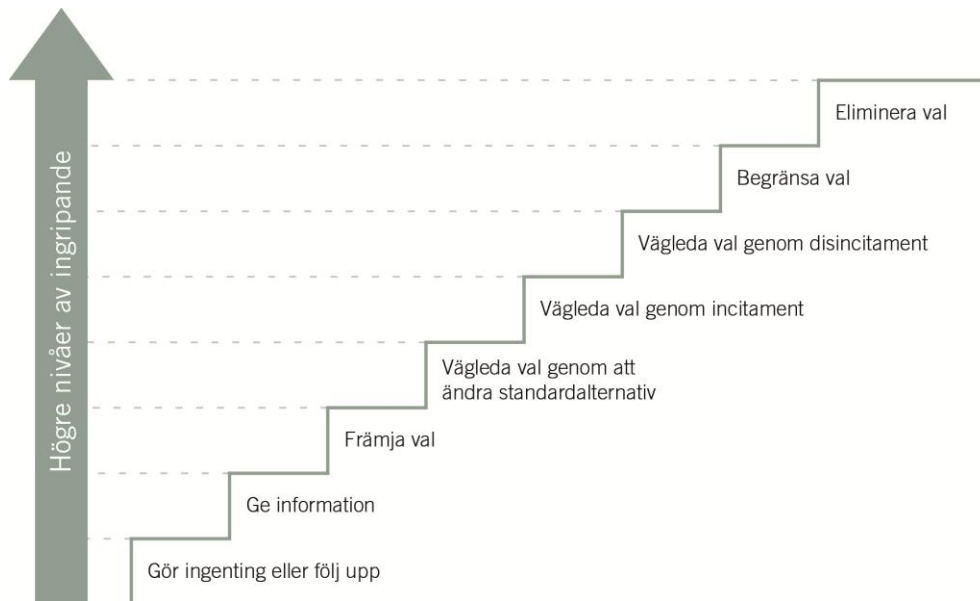 Eliminera val
Begränsa val
Vägleda val genom disincitament
Vägleda val genom incitament
Vägleda val genom att
ändra standardalternativ
Främja val
Ge information
Gör ingenting eller följ upp
Högre nivåer av ingripande